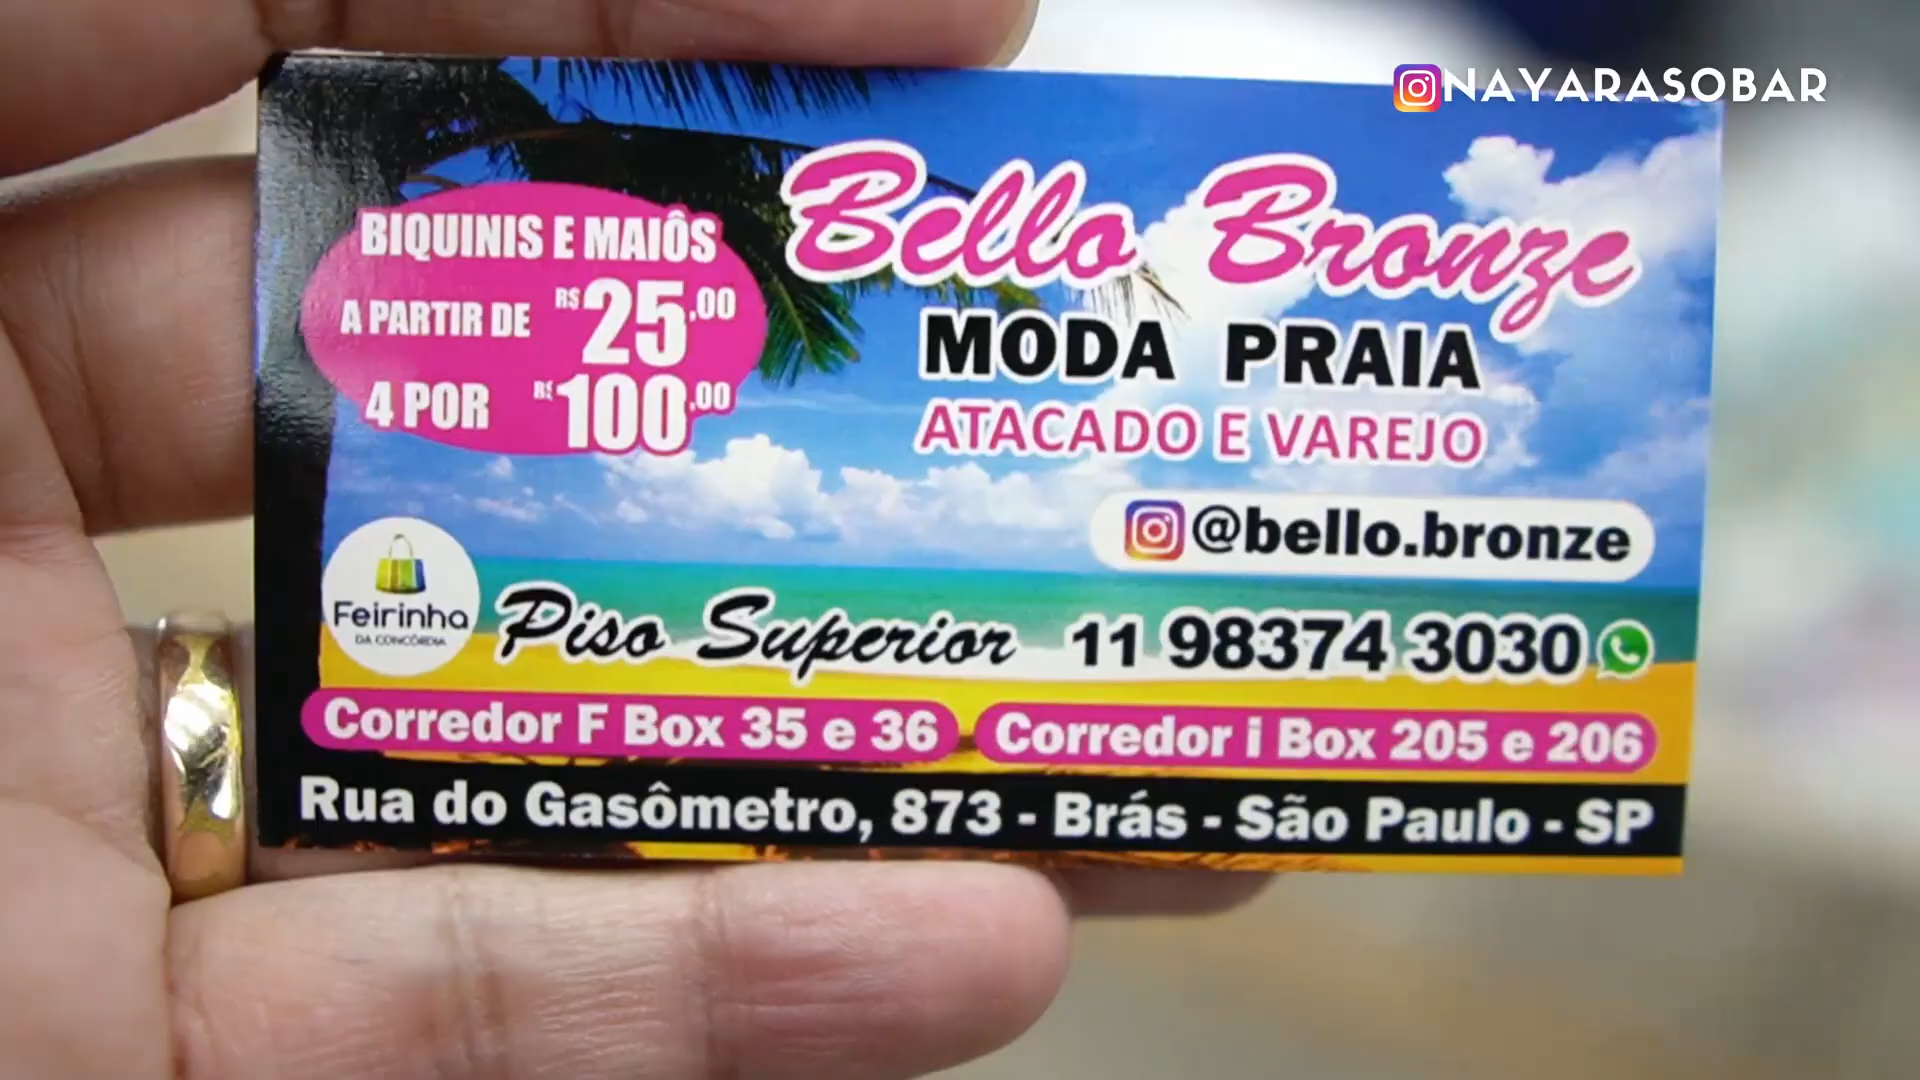 NAYARASOBAR
Bello Bronze
MODA PRAIA
ATACADO E VAREJO
BIQUINIS E MAIÔS
A PARTIR DE R$ 25,00
4 POR R$ 100,00
@bello.bronze
Feirinha
DA CONCÓRDIA
Piso Superior 11 98374 3030
Corredor F Box 35 e 36 Corredor i Box 205 e 206
Rua do Gasômetro, 873 - Brás - São Paulo - SP